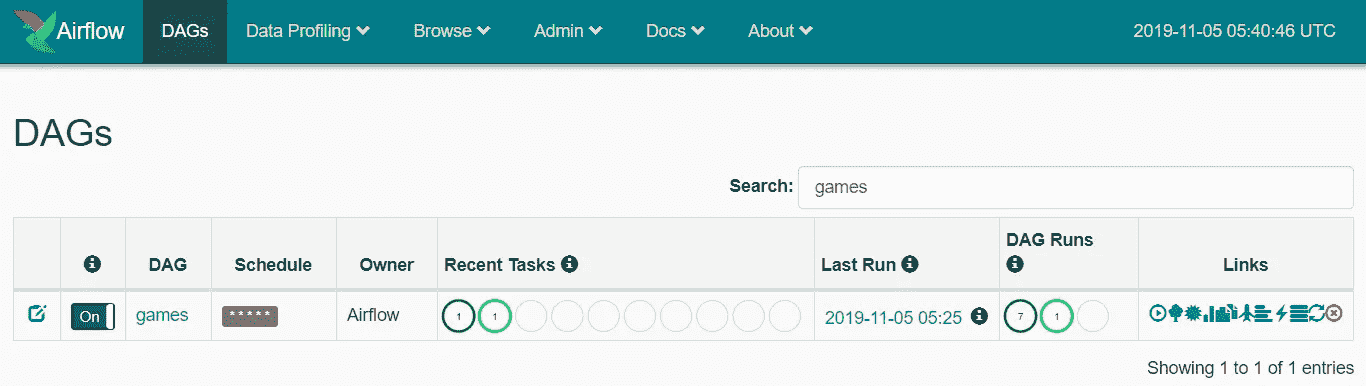 Airflow DAGs Data Profiling Browse Admin Docs About 2019-11-05 05:40:46 UTC
DAGs
Search: games
DAG Schedule Owner Recent Tasks Last Run DAG Runs Links
On games * * * * * Airflow 1 1 2019-11-05 05:25 7 1
Showing 1 to 1 of 1 entries